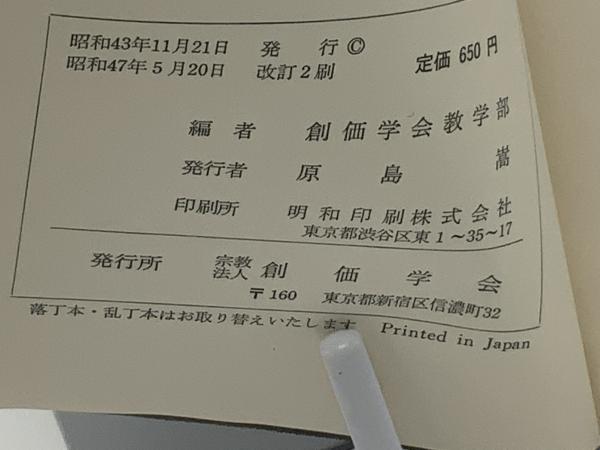 昭和43年11月21日 発 行 ©
昭和47年5月20日 改訂2刷 定価 650円
編 者 創価学会教学部
発行者 原 島 嵩
印刷所 明和印刷株式会社
東京都渋谷区東1〜35〜17
発行所 宗教法人 創 価 学 会
〒160 東京都新宿区信濃町32
落丁本・乱丁本はお取り替えいたします Printed in Japan